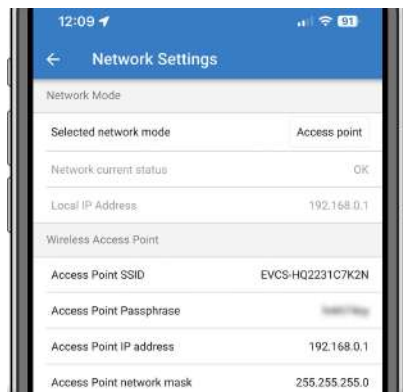 12:09
91
Network Settings
Network Mode
Selected network mode Access point
Network current status OK
Local IP Address 192.168.0.1
Wireless Access Point
Access Point SSID EVCS-HQ2231C7K2N
Access Point Passphrase
Access Point IP address 192.168.0.1
Access Point network mask 255.255.255.0